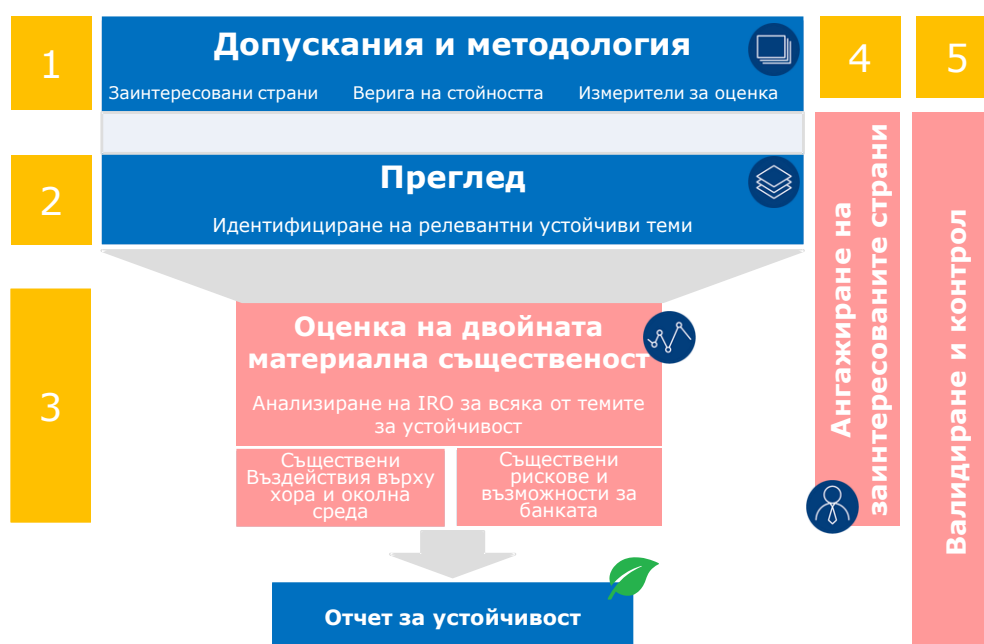 1
Допускания и методология
Заинтересовани страни
Верига на стойността
Измерители за оценка
2
Преглед
Идентифициране на релевантни устойчиви теми
3
Оценка на двойната
материална същественост
Анализиране на IRO за всяка от темите
за устойчивост
Съществени
Въздействия върху
хора и околна
среда
Съществени
рискове и
възможности за
банката
Отчет за устойчивост
4
Ангажиране на
заинтересованите страни
5
Валидиране и контрол